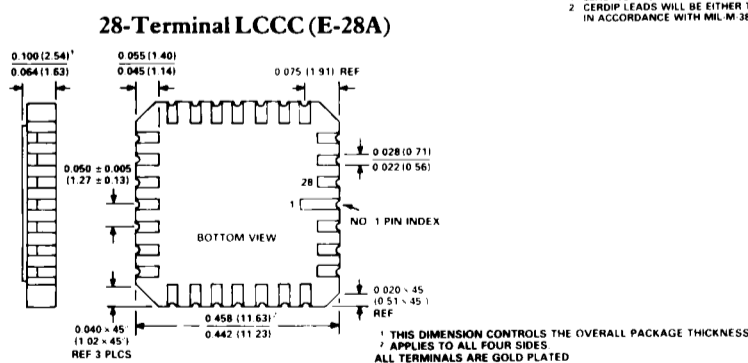 2 CERDIP LEADS WILL BE EITHER
IN ACCORDANCE WITH MIL-M-38
28-Terminal LCCC (E-28A)
0.100 (2.54)¹
0.064 (1.63)
0.055 (1.40)
0.045 (1.14)
0 075 (1 91) REF
0 028 (0 71)
0 022 (0 56)
0.050 ± 0.005
(1.27 ± 0.13)
28
1
NO 1 PIN INDEX
BOTTOM VIEW
0 020 × 45
(0 51 × 45 )
REF
0.040 × 45°
(1 02 × 45°)
REF 3 PLCS
0.458 (11.63)²
0.442 (11.23)
¹ THIS DIMENSION CONTROLS THE OVERALL PACKAGE THICKNESS
² APPLIES TO ALL FOUR SIDES
ALL TERMINALS ARE GOLD PLATED